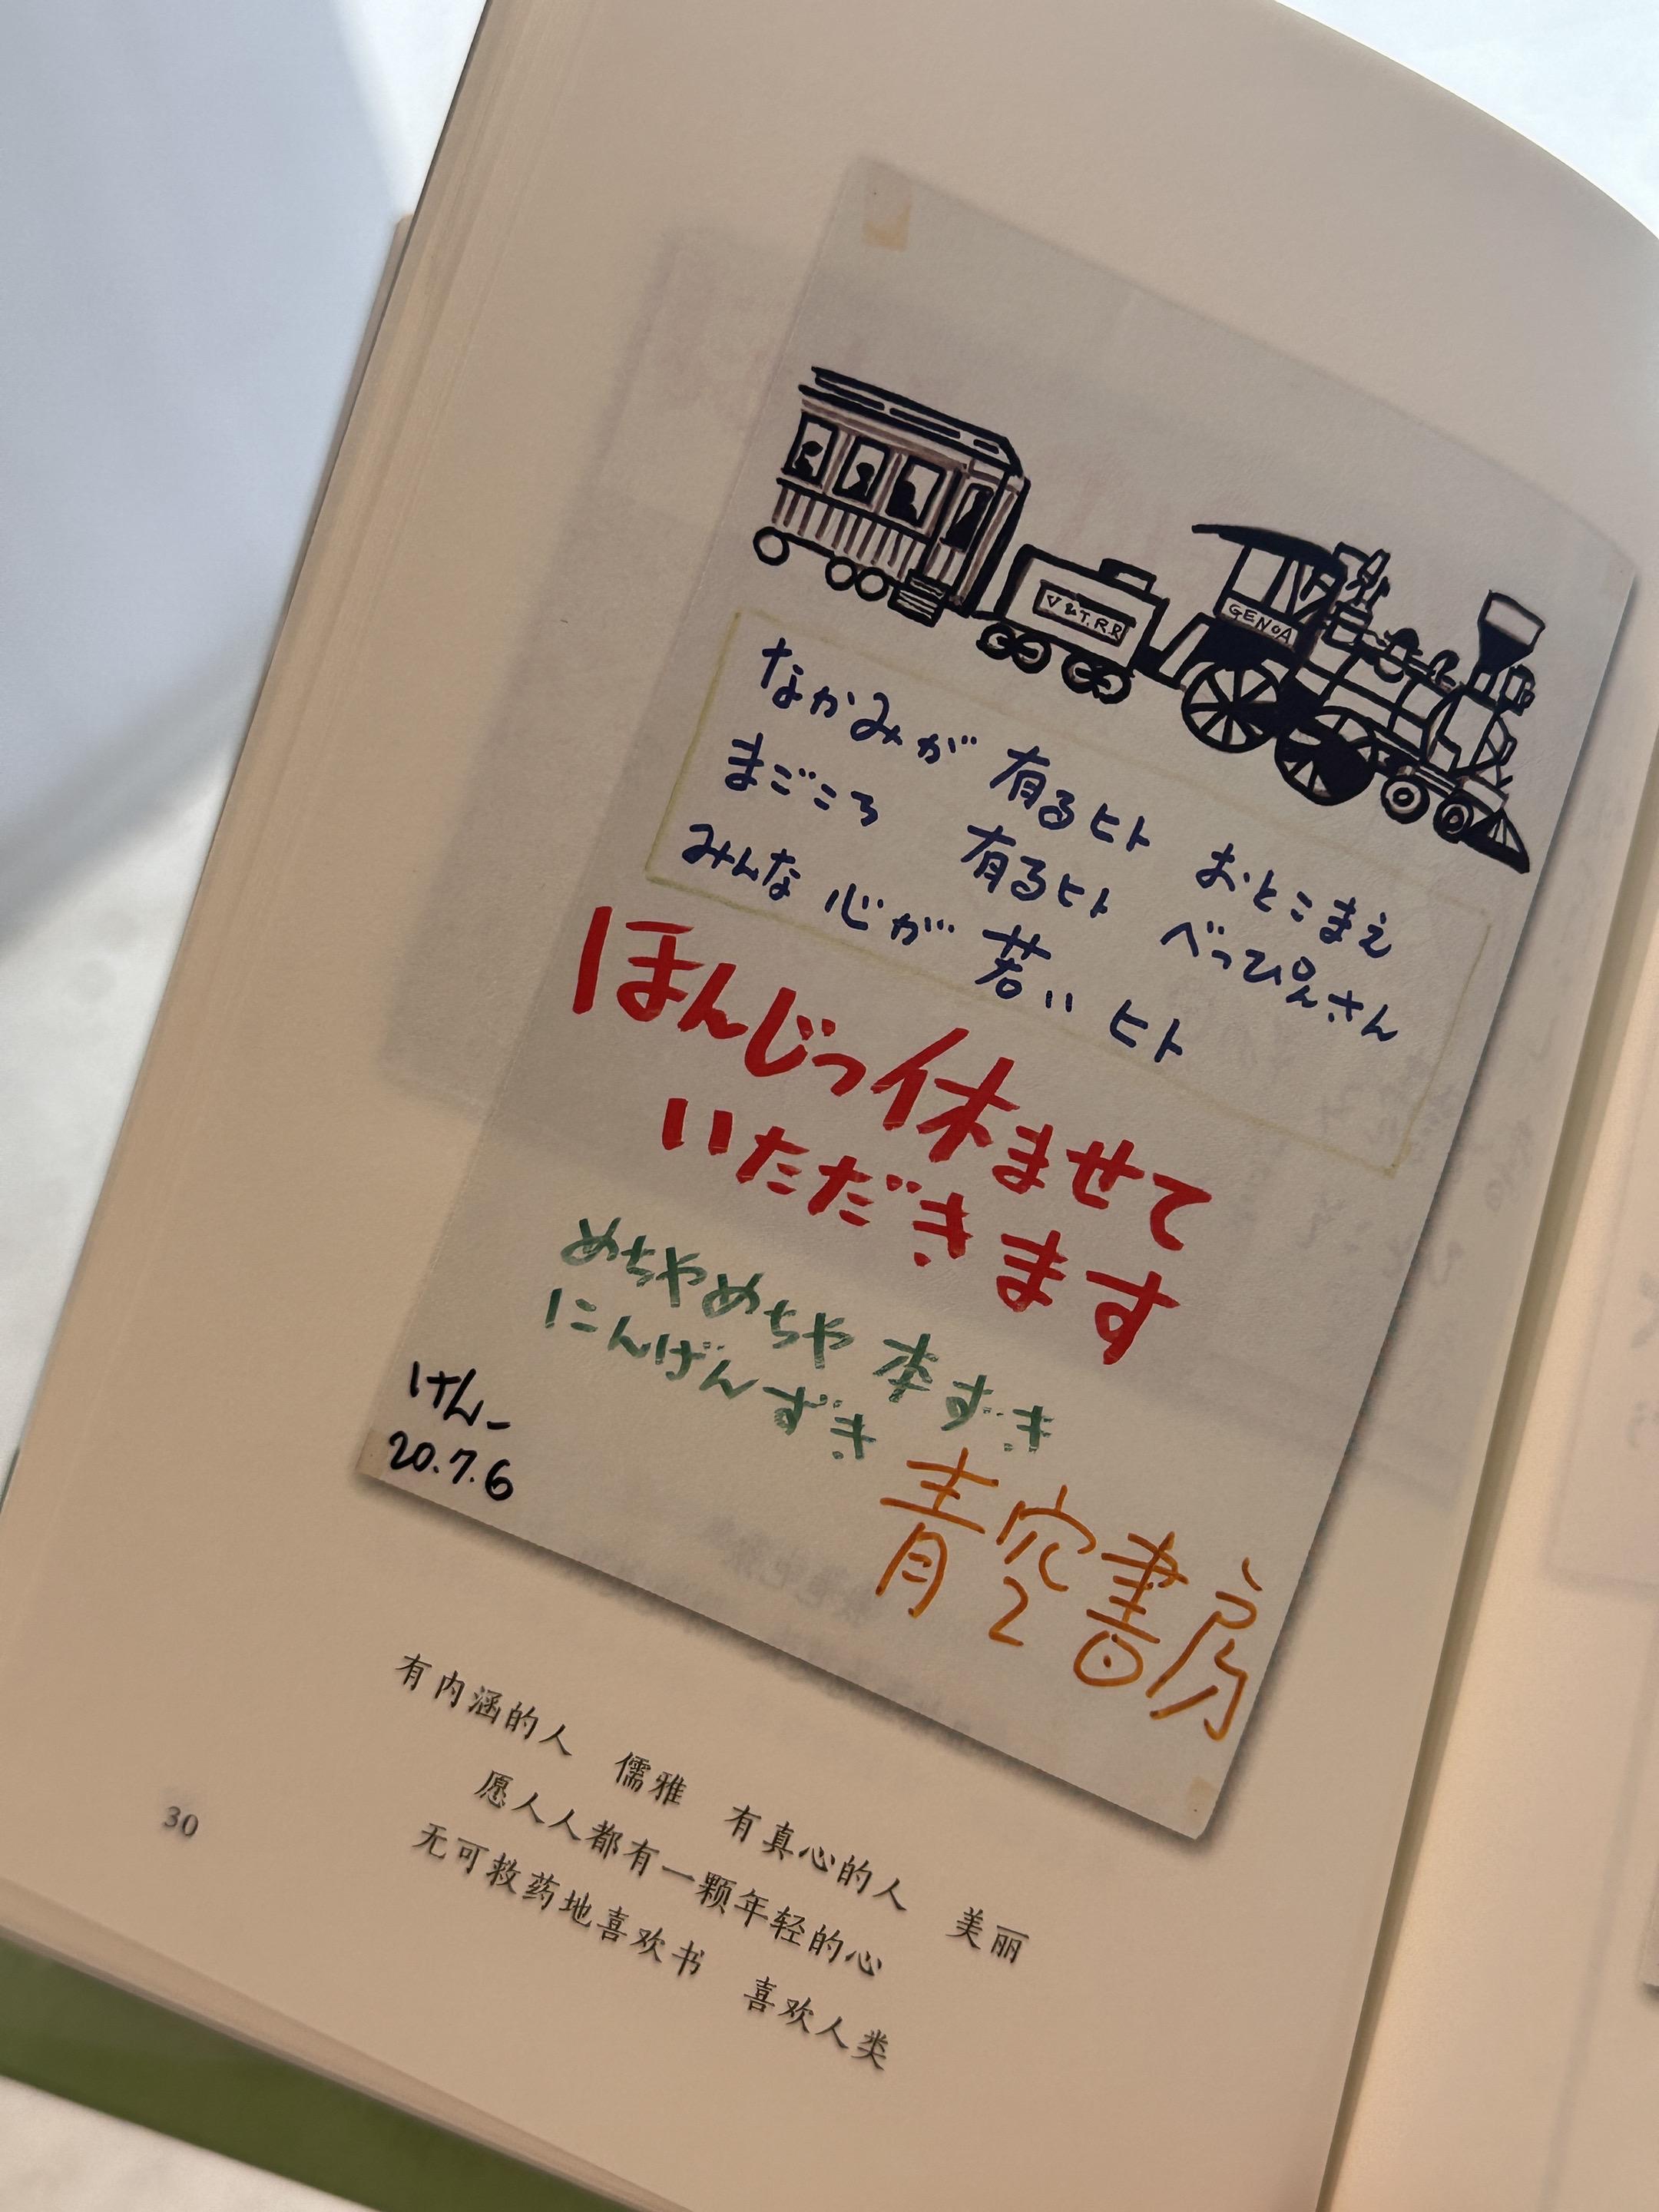 V&T.R.R
GENOA
なかみが 有るヒト おとこまえ
まごころ 有るヒト べっぴんさん
みんな 心が 若い ヒト
ほんじつ休ませて
いただきます
めちゃめちゃ 本ずき
にんげんずき
けんー
20.7.6
青空書房
有内涵的人 儒雅 有真心的人 美丽
愿人人都有一颗年轻的心
无可救药地喜欢书 喜欢人类
30